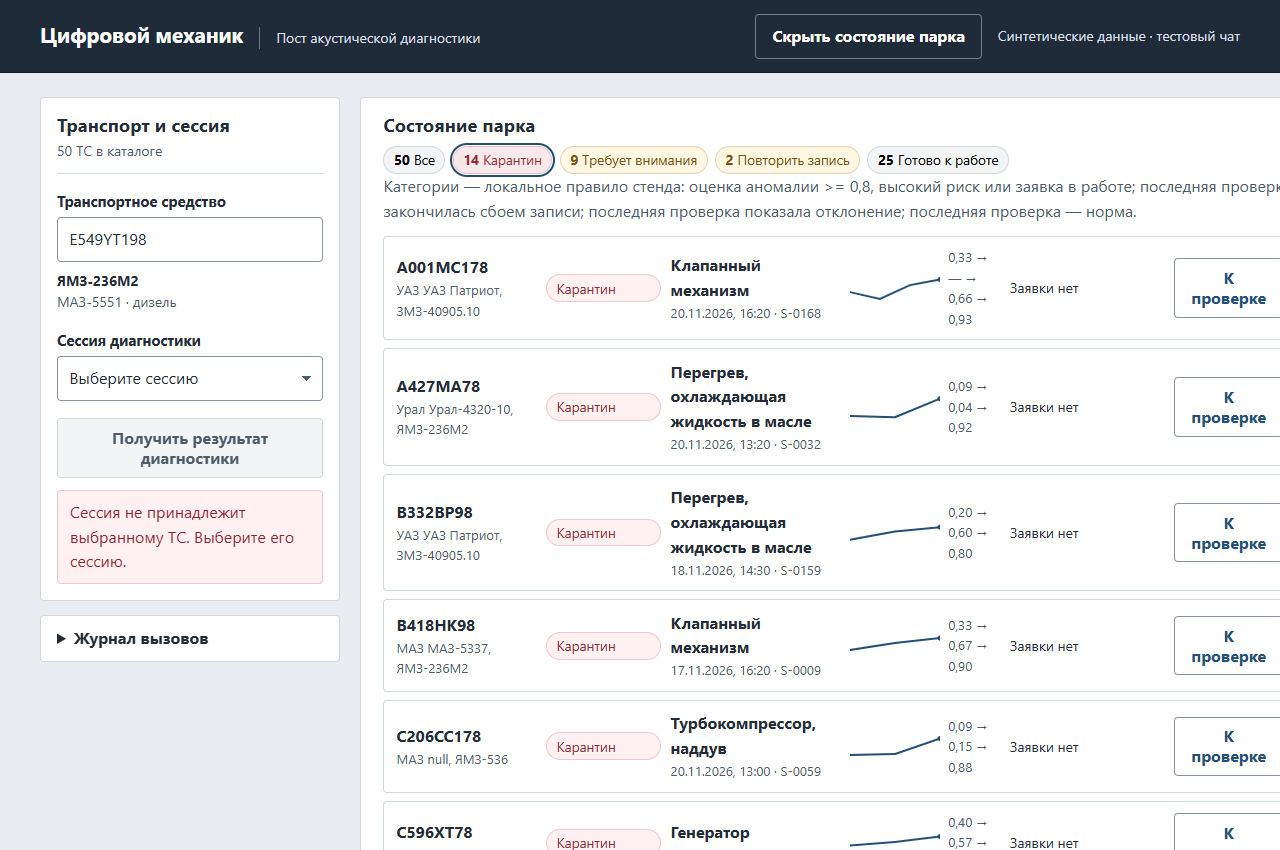 Цифровой механик
Пост акустической диагностики
Скрыть состояние парка
Синтетические данные · тестовый чат
Транспорт и сессия
50 ТС в каталоге
Транспортное средство
E549YT198
ЯМЗ-236М2
МАЗ-5551 · дизель
Сессия диагностики
Выберите сессию
Получить результат
диагностики
Сессия не принадлежит
выбранному ТС. Выберите его
сессию.
Журнал вызовов
Состояние парка
50 Все
14 Карантин
9 Требует внимания
2 Повторить запись
25 Готово к работе
Категории — локальное правило стенда: оценка аномалии >= 0,8, высокий риск или заявка в работе; последняя проверк
закончилась сбоем записи; последняя проверка показала отклонение; последняя проверка — норма.
A001MC178
УАЗ УАЗ Патриот,
ЗМЗ-40905.10
Карантин
Клапанный
механизм
20.11.2026, 16:20 · S-0168
0,33 →
— →
0,66 →
0,93
Заявки нет
К
проверке
A427MA78
Урал Урал-4320-10,
ЯМЗ-236М2
Карантин
Перегрев,
охлаждающая
жидкость в масле
20.11.2026, 13:20 · S-0032
0,09 →
0,04 →
0,92
Заявки нет
К
проверке
B332BP98
УАЗ УАЗ Патриот,
ЗМЗ-40905.10
Карантин
Перегрев,
охлаждающая
жидкость в масле
18.11.2026, 14:30 · S-0159
0,20 →
0,60 →
0,80
Заявки нет
К
проверке
B418HK98
МАЗ МАЗ-5337,
ЯМЗ-236М2
Карантин
Клапанный
механизм
17.11.2026, 16:20 · S-0009
0,33 →
0,67 →
0,90
Заявки нет
К
проверке
C206CC178
МАЗ null, ЯМЗ-536
Карантин
Турбокомпрессор,
наддув
20.11.2026, 13:00 · S-0059
0,09 →
0,15 →
0,88
Заявки нет
К
проверке
C596XT78
Карантин
Генератор
0,40 →
0,57 →
Заявки нет
К